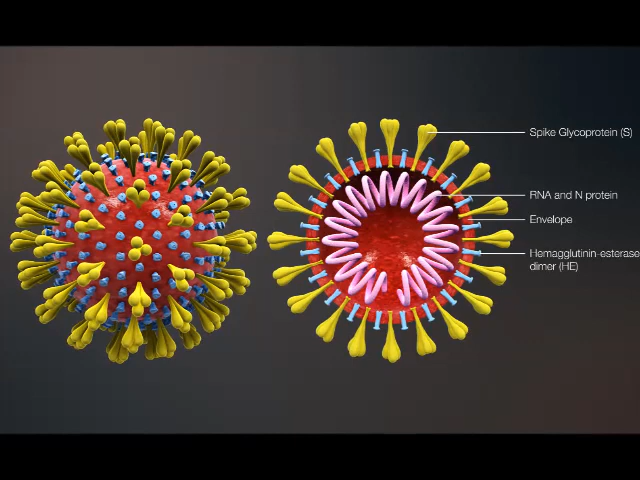 Spike Glycoprotein (S)
RNA and N protein
Envelope
Hemagglutinin-esterase
dimer (HE)